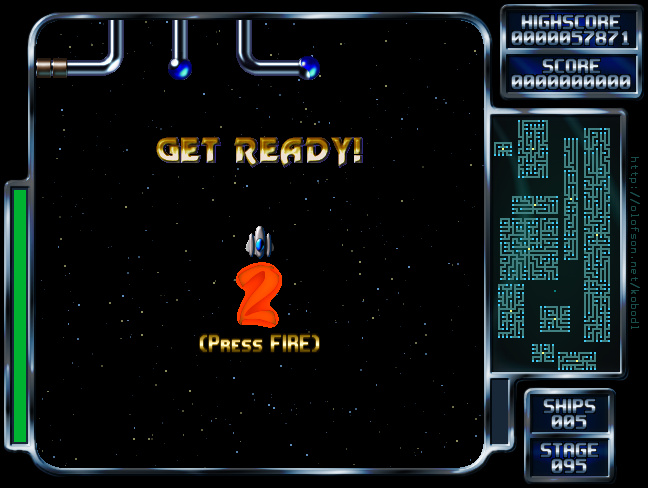 HIGHSCORE
0000057871
SCORE
0000000000
GET READY!
2
(PRESS FIRE)
http://olofson.net/kobodl
SHIPS
005
STAGE
095